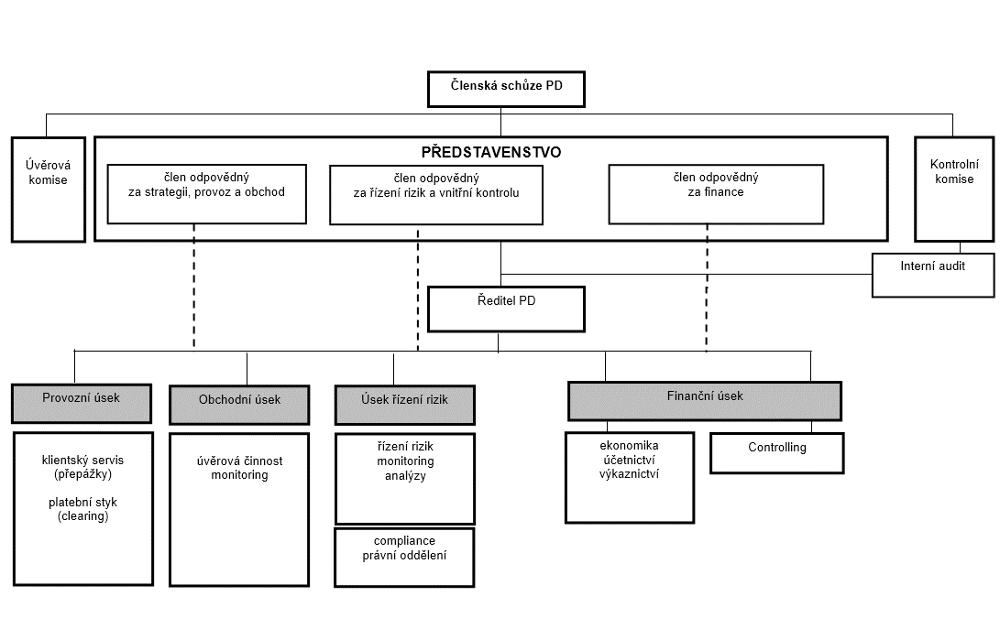 Členská schůze PD
Úvěrová
komise
PŘEDSTAVENSTVO
člen odpovědný
za strategii, provoz a obchod
člen odpovědný
za řízení rizik a vnitřní kontrolu
člen odpovědný
za finance
Kontrolní
komise
Interní audit
Ředitel PD
Provozní úsek
klientský servis
(přepážky)
platební styk
(clearing)
Obchodní úsek
úvěrová činnost
monitoring
Úsek řízení rizik
řízení rizik
monitoring
analýzy
compliance
právní oddělení
Finanční úsek
ekonomika
účetnictví
výkaznictví
Controlling